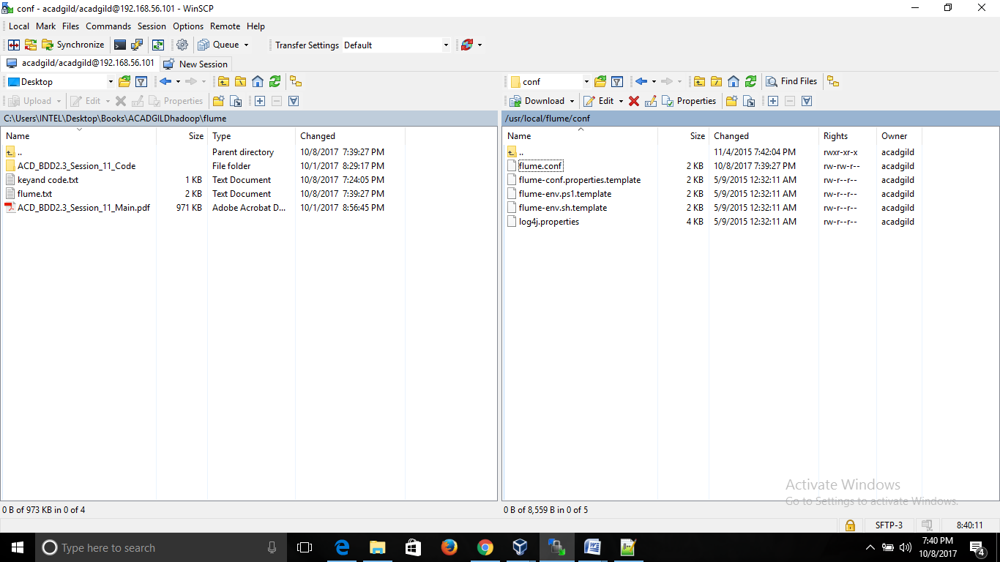 conf - acadgild/acadgild@192.168.56.101 - WinSCP
Local Mark Files Commands Session Options Remote Help
Synchronize Queue Transfer Settings Default
acadgild/acadgild@192.168.56.101 New Session
Desktop conf Find Files
Upload Edit Properties Download Edit Properties
C:\Users\INTEL\Desktop\Books\ACADGILDhadoop\flume /usr/local/flume/conf
Name Size Type Changed Name Size Changed Rights Owner
.. Parent directory 10/8/2017 7:39:27 PM .. 11/4/2015 7:42:04 PM rwxr-xr-x acadgild
ACD_BDD2.3_Session_11_Code File folder 10/1/2017 8:29:17 PM flume.conf 2 KB 10/8/2017 7:39:27 PM rw-rw-r-- acadgild
keyand code.txt 1 KB Text Document 10/8/2017 7:24:05 PM flume-conf.properties.template 2 KB 5/9/2015 12:32:11 AM rw-r--r-- acadgild
flume.txt 2 KB Text Document 10/8/2017 7:39:27 PM flume-env.ps1.template 2 KB 5/9/2015 12:32:11 AM rw-r--r-- acadgild
ACD_BDD2.3_Session_11_Main.pdf 971 KB Adobe Acrobat D... 10/1/2017 8:56:45 PM flume-env.sh.template 2 KB 5/9/2015 12:32:11 AM rw-r--r-- acadgild
log4j.properties 4 KB 5/9/2015 12:32:11 AM rw-r--r-- acadgild
Activate Windows
Go to Settings to activate Windows.
0 B of 973 KB in 0 of 4 0 B of 8,559 B in 0 of 5
SFTP-3 8:40:11
Type here to search 7:40 PM
10/8/2017 4